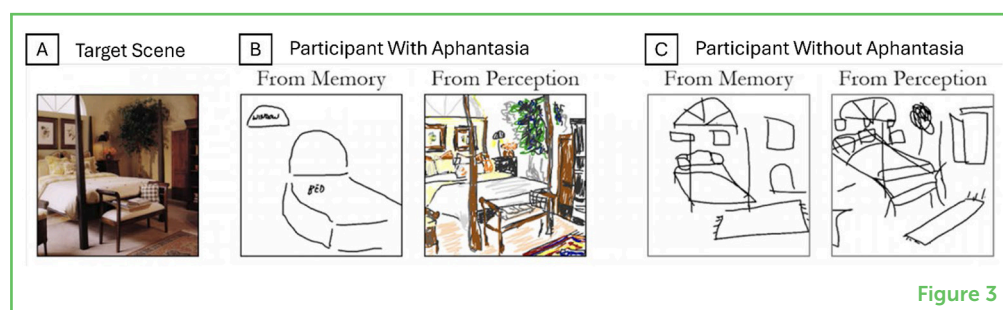 A Target Scene
B Participant With Aphantasia
C Participant Without Aphantasia
From Memory
From Perception
From Memory
From Perception
WINDOW
BED
Figure 3